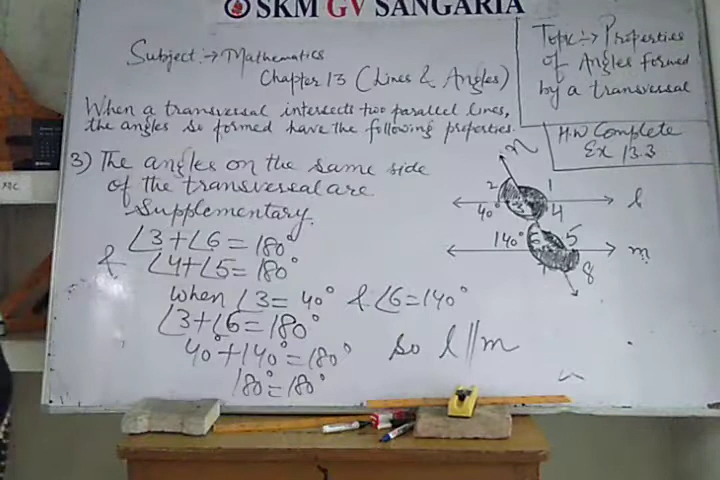 SKM GV SANGARIA
Subject :→ Mathematics
Chapter 13 (Lines & Angles)
Topic :→ Properties
of Angles formed
by a transversal
When a transversal intersects two parallel lines,
the angles so formed have the following properties.
H.W Complete
Ex 13.3
3) The angles on the same side
of the transversal are
Supplementary.
∠3+∠6=180°
& ∠4+∠5=180°
When ∠3=40° & ∠6=140°
∠3+∠6=180°
40°+140°=180°
180°=180°
so l||m
n
2 1
40° 3 4
l
140° 6 5
m
7 8